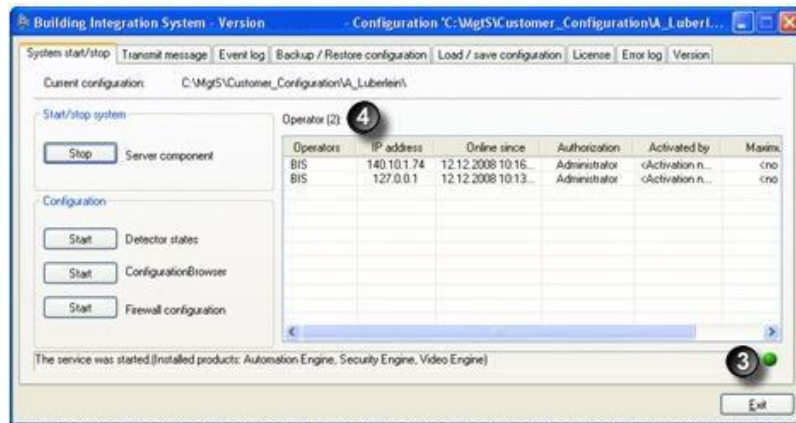 Building Integration System - Version - Configuration 'C:\MgtS\Customer_Configuration\A_Luberl...
System start/stop Transmit message Event log Backup / Restore configuration Load / save configuration License Error log Version
Current configuration: C:\MgtS\Customer_Configuration\A_Luberlein\
Start/stop system
Stop Server component
Configuration
Start Detector states
Start ConfigurationBrowser
Start Firewall configuration
Operator (2): 4
Operators IP address Online since Authorization Activated by Maximu
BIS 140.10.1.74 12.12.2008 10:16... Administrator <Activation n... <no
BIS 127.0.0.1 12.12.2008 10:13... Administrator <Activation n... <no
The service was started.(Installed products: Automation Engine, Security Engine, Video Engine) 3
Exit